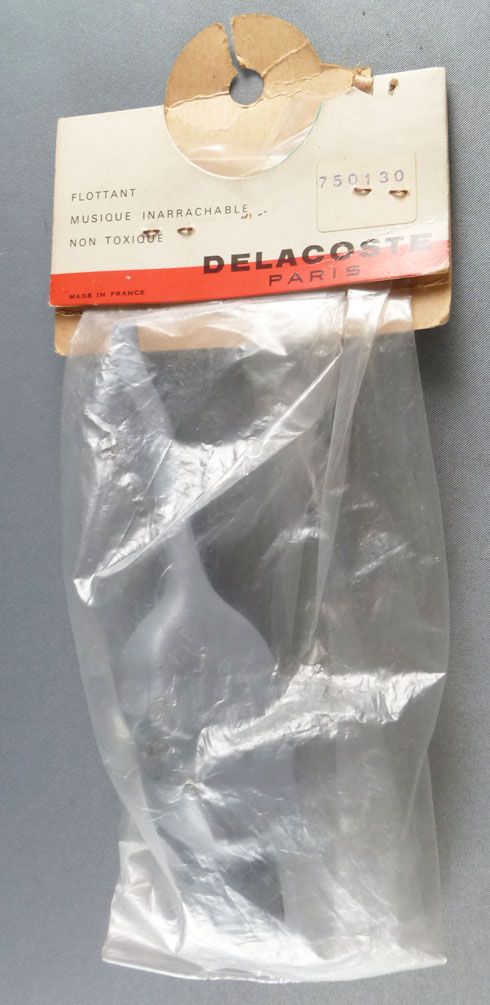 750130
FLOTTANT
MUSIQUE INARRACHABLE
NON TOXIQUE
DELACOSTE
PARIS
MADE IN FRANCE